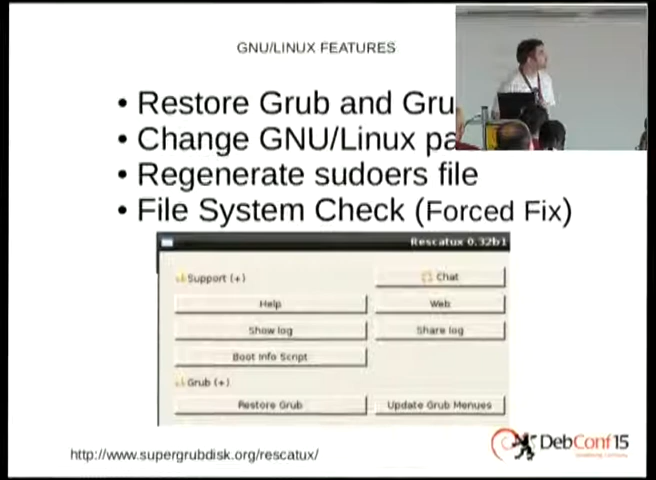 GNU/LINUX FEATURES
• Restore Grub and Gru
• Change GNU/Linux pa
• Regenerate sudoers file
• File System Check (Forced Fix)
Rescatux 0.32b1
Support (+)
Chat
Help
Web
Show log
Share log
Boot Info Script
Grub (+)
Restore Grub
Update Grub Menues
http://www.supergrubdisk.org/rescatux/
DebConf15